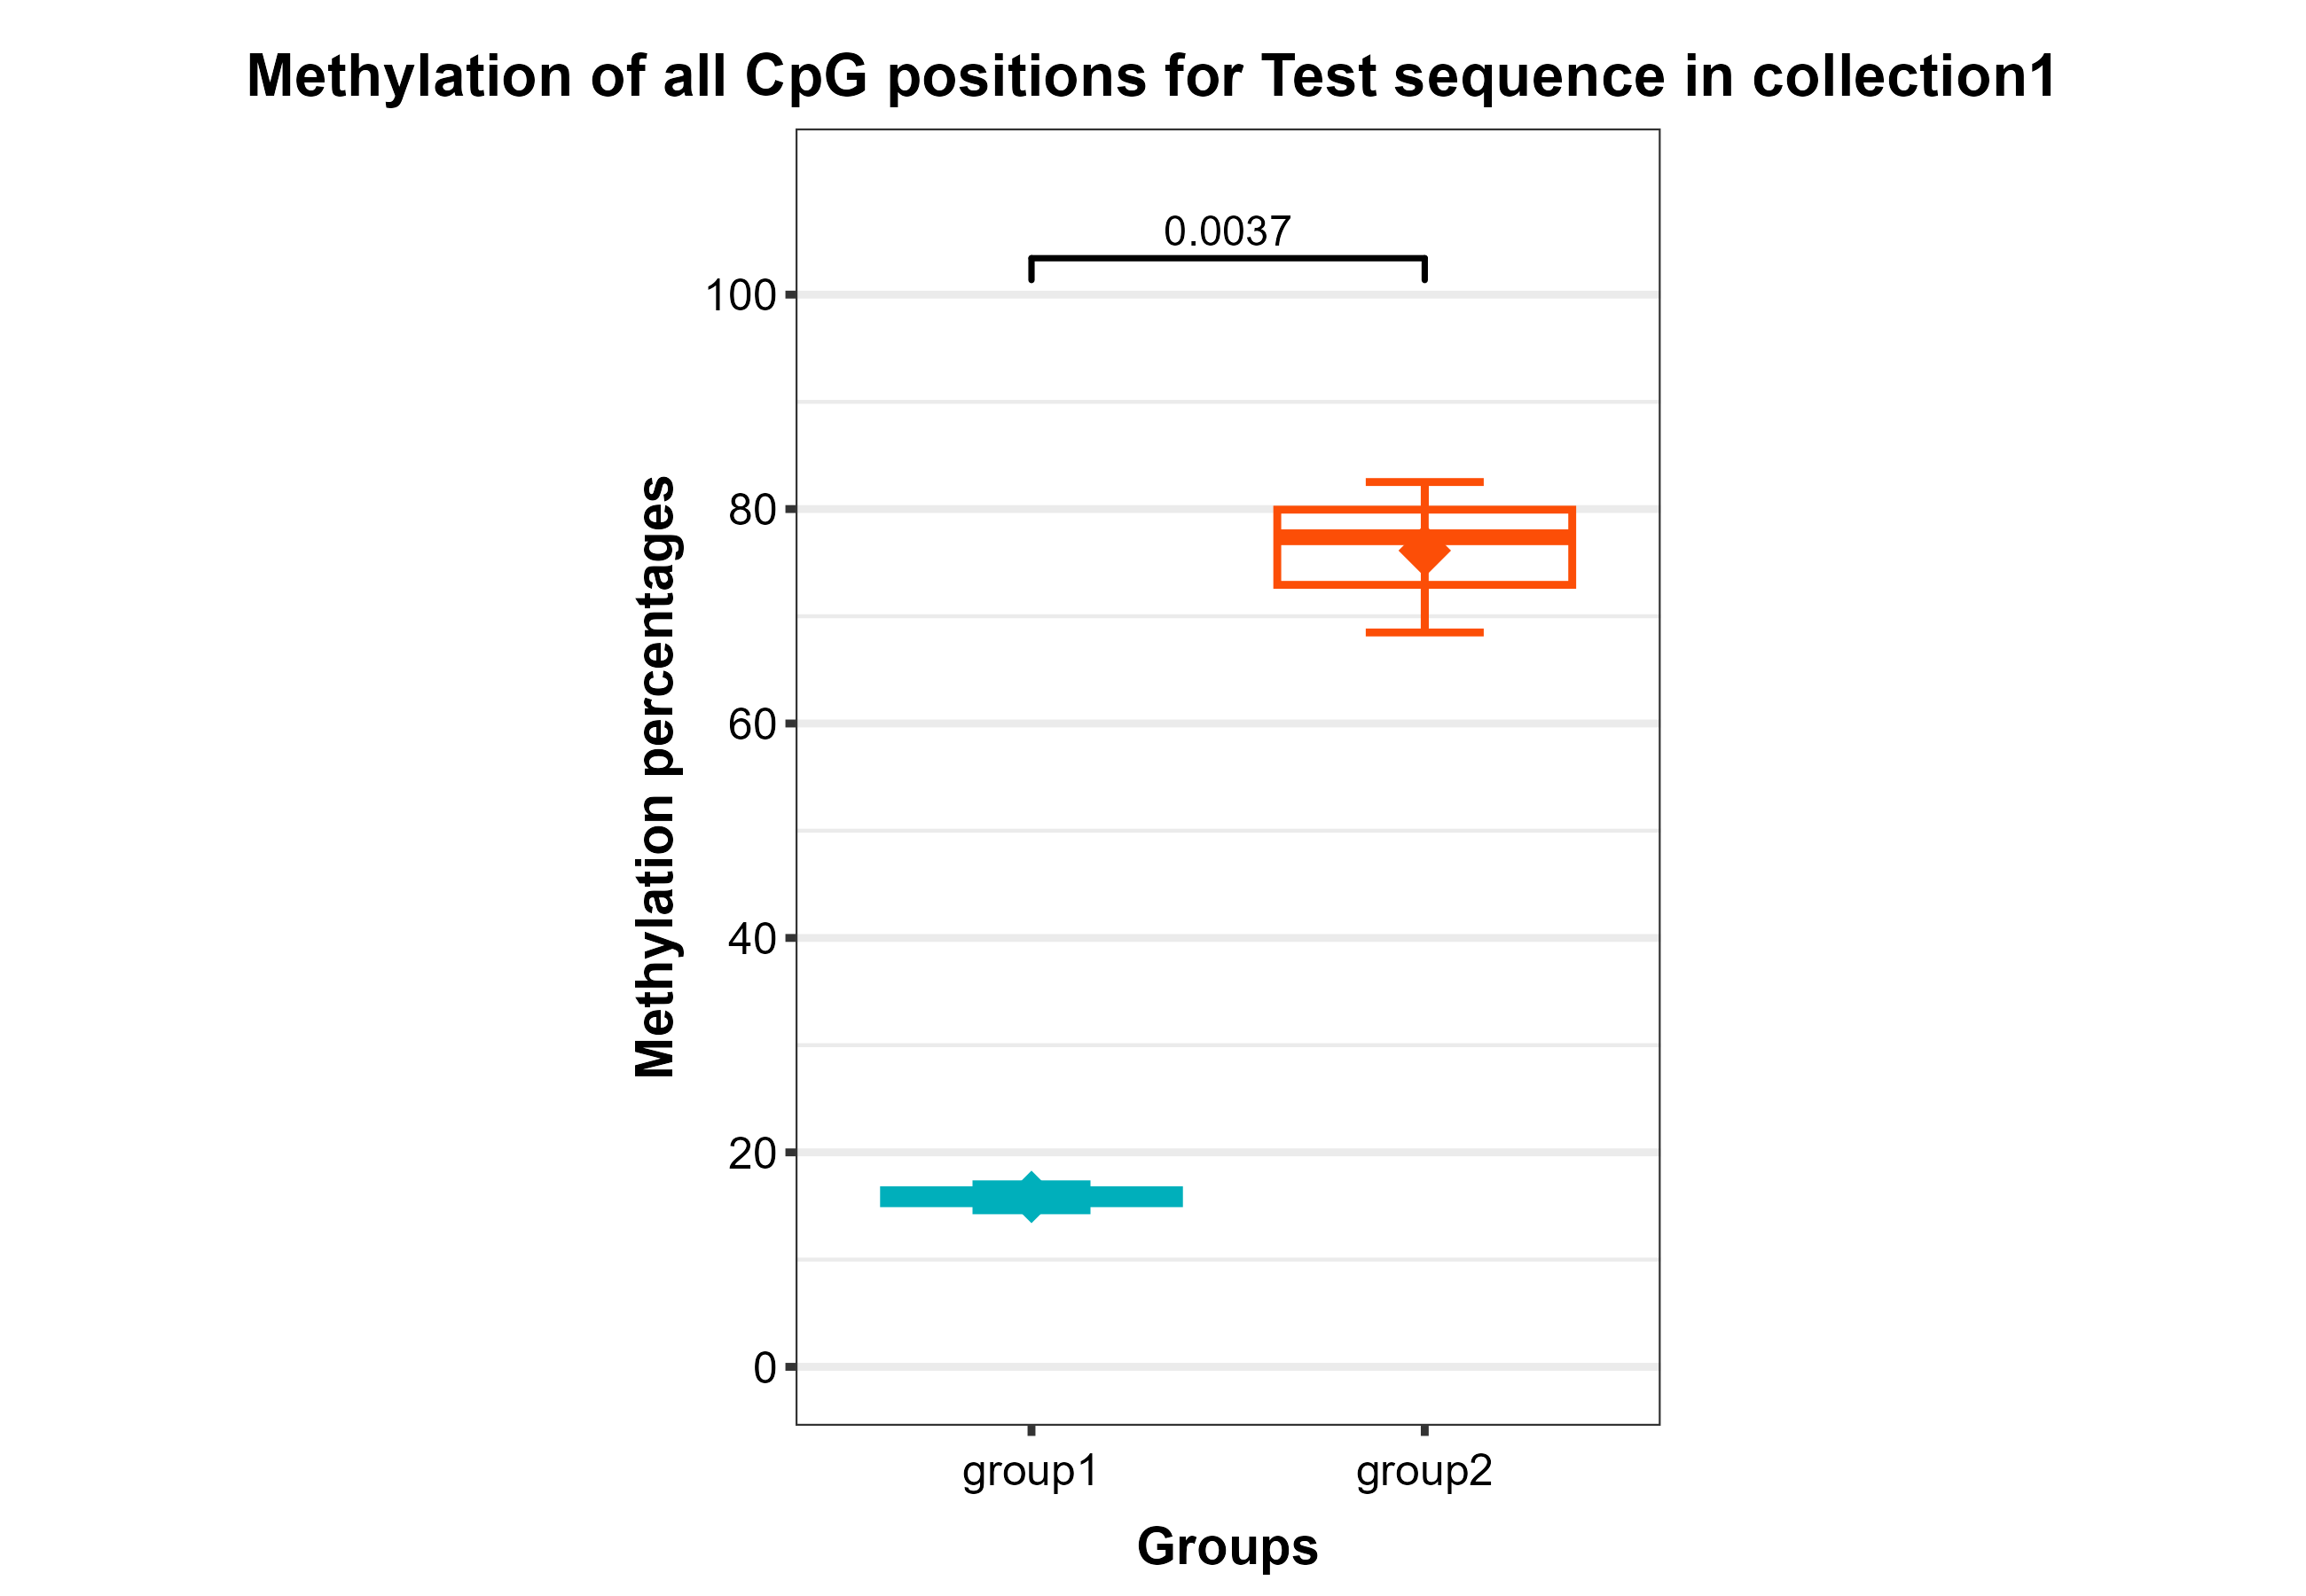 Methylation of all CpG positions for Test sequence in collection1
0.0037
100
80
60
40
20
0
Methylation percentages
group1 group2
Groups